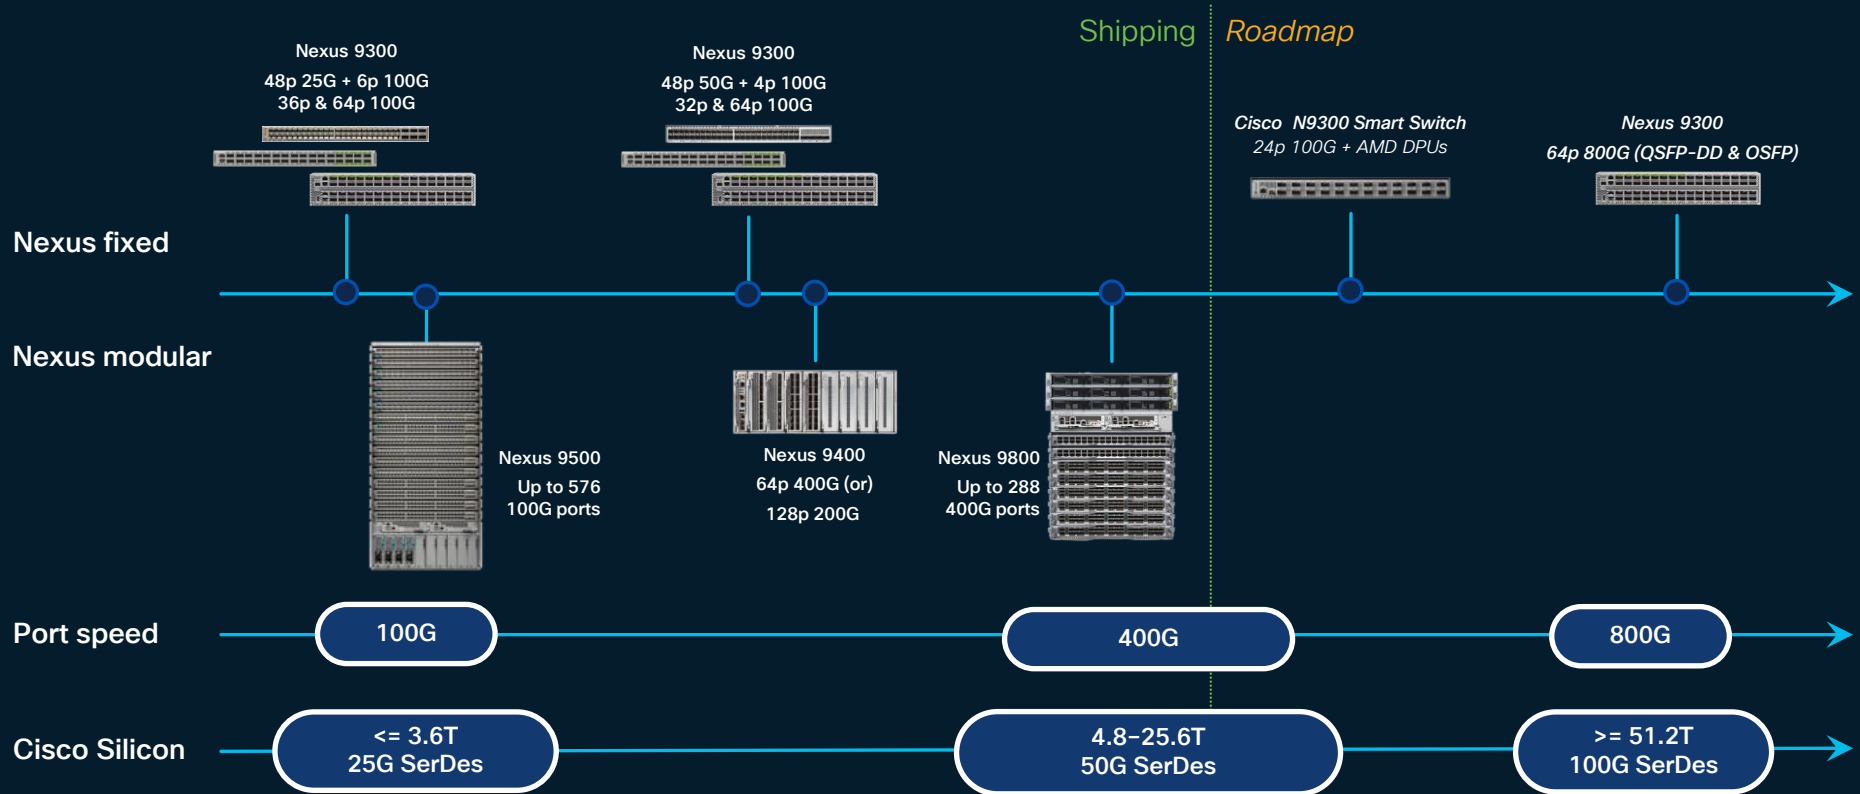 Shipping
Roadmap
Nexus 9300
48p 25G + 6p 100G
36p & 64p 100G
Nexus 9300
48p 50G + 4p 100G
32p & 64p 100G
Cisco N9300 Smart Switch
24p 100G + AMD DPUs
Nexus 9300
64p 800G (QSFP-DD & OSFP)
Nexus fixed
Nexus modular
Nexus 9500
Up to 576
100G ports
Nexus 9400
64p 400G (or)
128p 200G
Nexus 9800
Up to 288
400G ports
Port speed
100G
400G
800G
Cisco Silicon
<= 3.6T
25G SerDes
4.8–25.6T
50G SerDes
>= 51.2T
100G SerDes